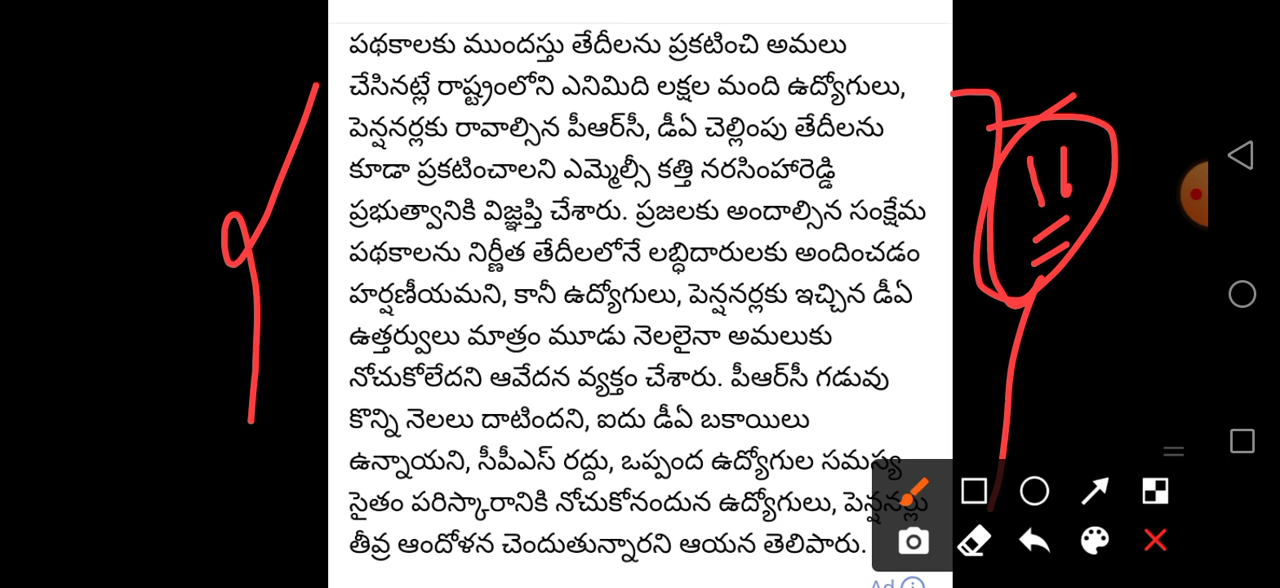 పథకాలకు ముందస్తు తేదీలను ప్రకటించి అమలు
చేసినట్లే రాష్ట్రంలోని ఎనిమిది లక్షల మంది ఉద్యోగులు,
పెన్షనర్లకు రావాల్సిన పీఆర్‌సీ, డీఏ చెల్లింపు తేదీలను
కూడా ప్రకటించాలని ఎమ్మెల్సీ కత్తి నరసింహారెడ్డి
ప్రభుత్వానికి విజ్ఞప్తి చేశారు. ప్రజలకు అందాల్సిన సంక్షేమ
పథకాలను నిర్ణీత తేదీలలోనే లబ్ధిదారులకు అందించడం
హర్షణీయమని, కానీ ఉద్యోగులు, పెన్షనర్లకు ఇచ్చిన డీఏ
ఉత్తర్వులు మాత్రం మూడు నెలలైనా అమలుకు
నోచుకోలేదని ఆవేదన వ్యక్తం చేశారు. పీఆర్‌సీ గడువు
కొన్ని నెలలు దాటిందని, ఐదు డీఏ బకాయిలు
ఉన్నాయని, సీపీఎస్ రద్దు, ఒప్పంద ఉద్యోగుల సమస్య
సైతం పరిస్కారానికి నోచుకోనందున ఉద్యోగులు, పెన్షనర్లు
తీవ్ర ఆందోళన చెందుతున్నారని ఆయన తెలిపారు.
Ad